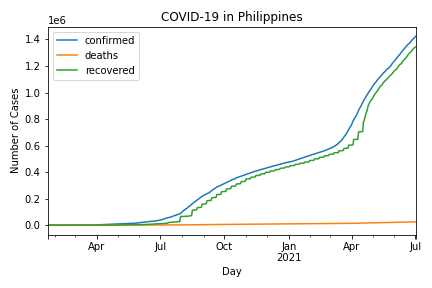 COVID-19 in Philippines
1e6
confirmed
deaths
recovered
1.4
1.2
1.0
0.8
0.6
0.4
0.2
0.0
Number of Cases
Apr
Jul
Oct
Jan
2021
Apr
Jul
Day